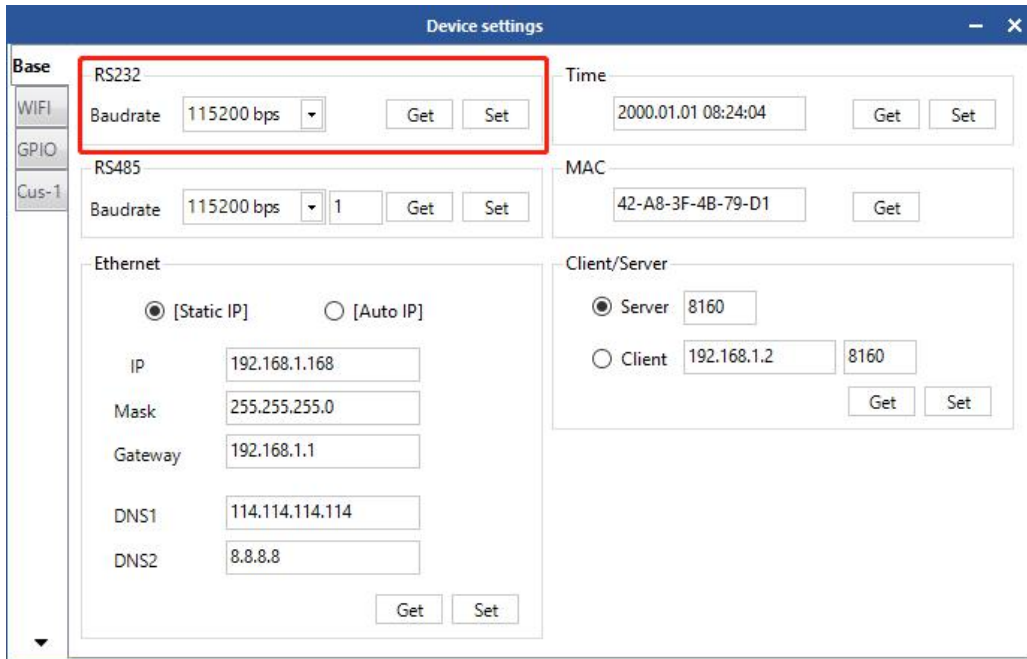 Device settings
Base
WIFI
GPIO
Cus-1
RS232
Baudrate 115200 bps Get Set
Time
2000.01.01 08:24:04 Get Set
RS485
Baudrate 115200 bps 1 Get Set
MAC
42-A8-3F-4B-79-D1 Get
Ethernet
[Static IP] [Auto IP]
IP 192.168.1.168
Mask 255.255.255.0
Gateway 192.168.1.1
DNS1 114.114.114.114
DNS2 8.8.8.8
Get Set
Client/Server
Server 8160
Client 192.168.1.2 8160
Get Set